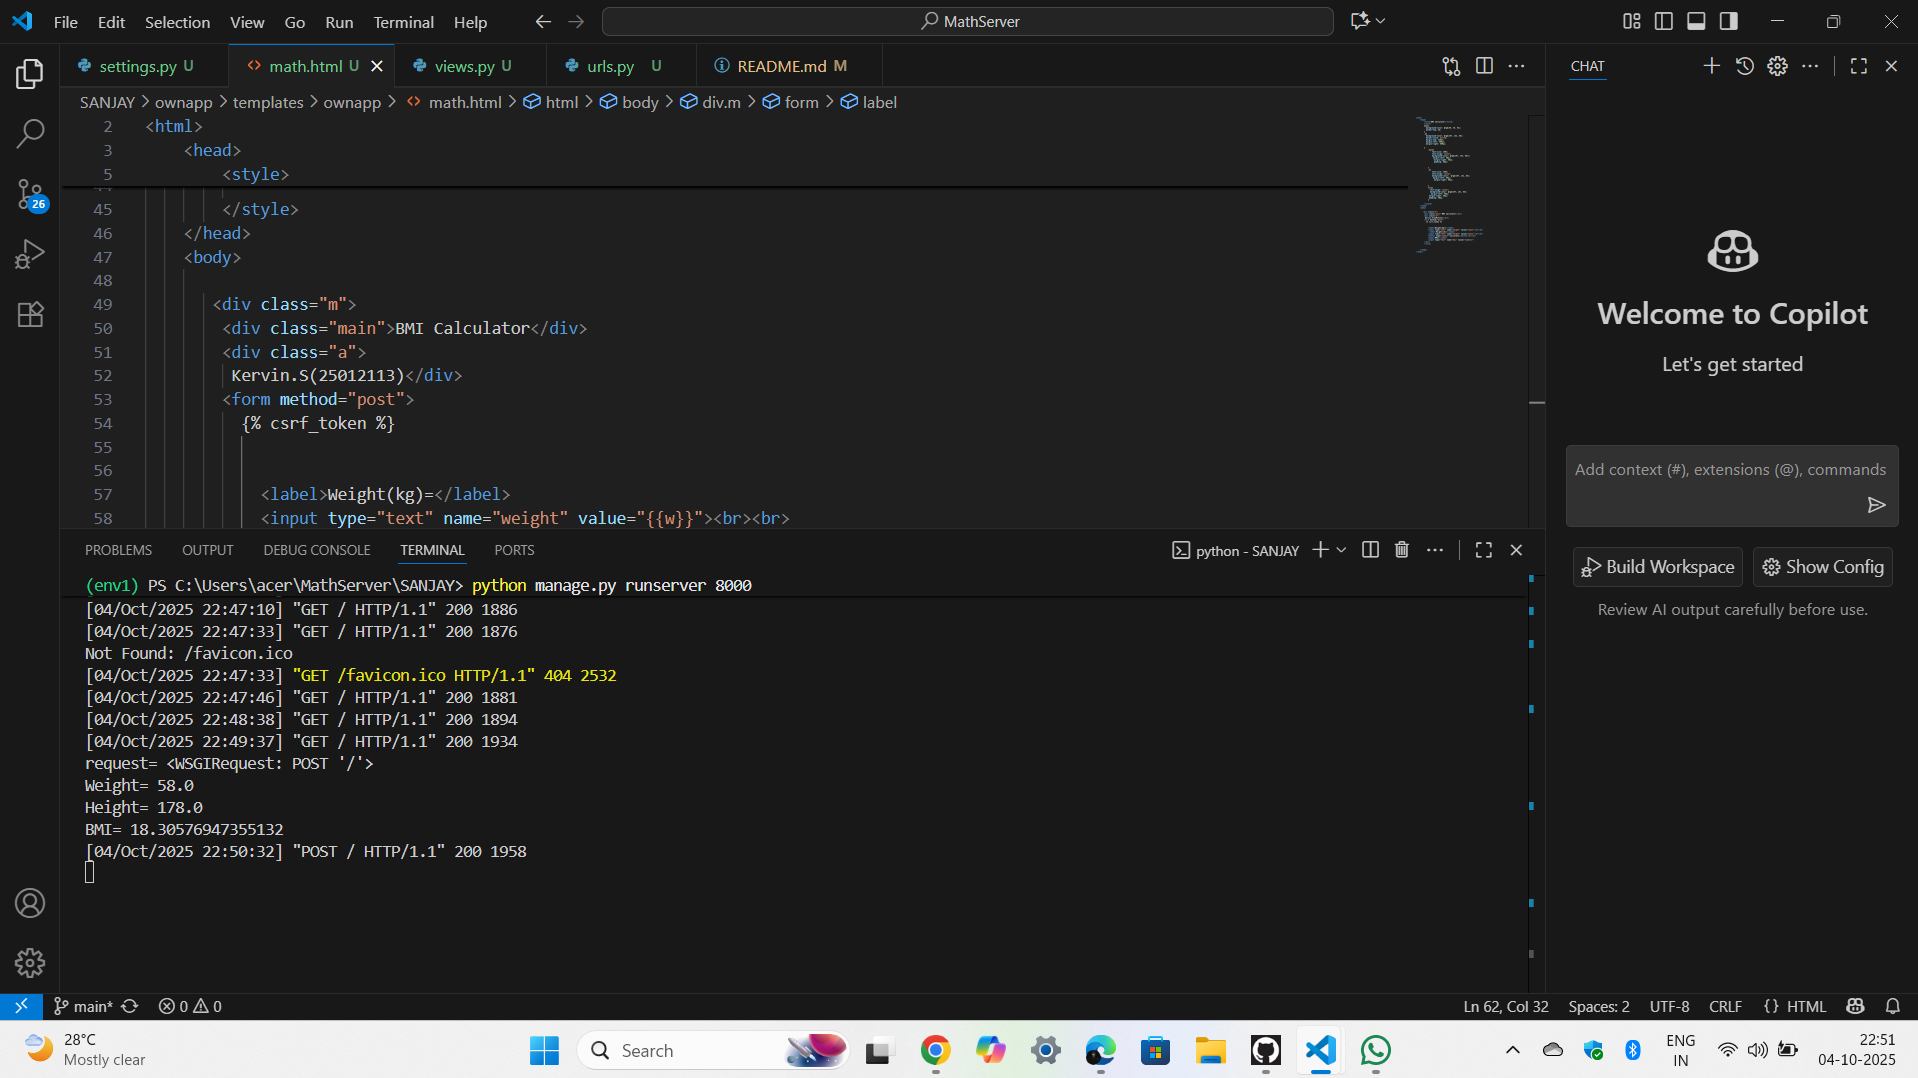 File Edit Selection View Go Run Terminal Help
MathServer
settings.py U
math.html U
views.py U
urls.py U
README.md M
CHAT
SANJAY > ownapp > templates > ownapp > math.html > html > body > div.m > form > label
2 <html>
3 <head>
5 <style>
45 </style>
46 </head>
47 <body>
48
49 <div class="m">
50 <div class="main">BMI Calculator</div>
51 <div class="a">
52 Kervin.S(25012113)</div>
53 <form method="post">
54 {% csrf_token %}
55
56
57 <label>Weight(kg)=</label>
58 <input type="text" name="weight" value="{{w}}"><br><br>
Welcome to Copilot
Let's get started
Add context (#), extensions (@), commands
Build Workspace
Show Config
Review AI output carefully before use.
26
PROBLEMS OUTPUT DEBUG CONSOLE TERMINAL PORTS
python - SANJAY
(env1) PS C:\Users\acer\MathServer\SANJAY> python manage.py runserver 8000
[04/Oct/2025 22:47:10] "GET / HTTP/1.1" 200 1886
[04/Oct/2025 22:47:33] "GET / HTTP/1.1" 200 1876
Not Found: /favicon.ico
[04/Oct/2025 22:47:33] "GET /favicon.ico HTTP/1.1" 404 2532
[04/Oct/2025 22:47:46] "GET / HTTP/1.1" 200 1881
[04/Oct/2025 22:48:38] "GET / HTTP/1.1" 200 1894
[04/Oct/2025 22:49:37] "GET / HTTP/1.1" 200 1934
request= <WSGIRequest: POST '/'>
Weight= 58.0
Height= 178.0
BMI= 18.30576947355132
[04/Oct/2025 22:50:32] "POST / HTTP/1.1" 200 1958
main* 0 0
Ln 62, Col 32 Spaces: 2 UTF-8 CRLF {} HTML
28°C
Mostly clear
Search
ENG
IN
22:51
04-10-2025